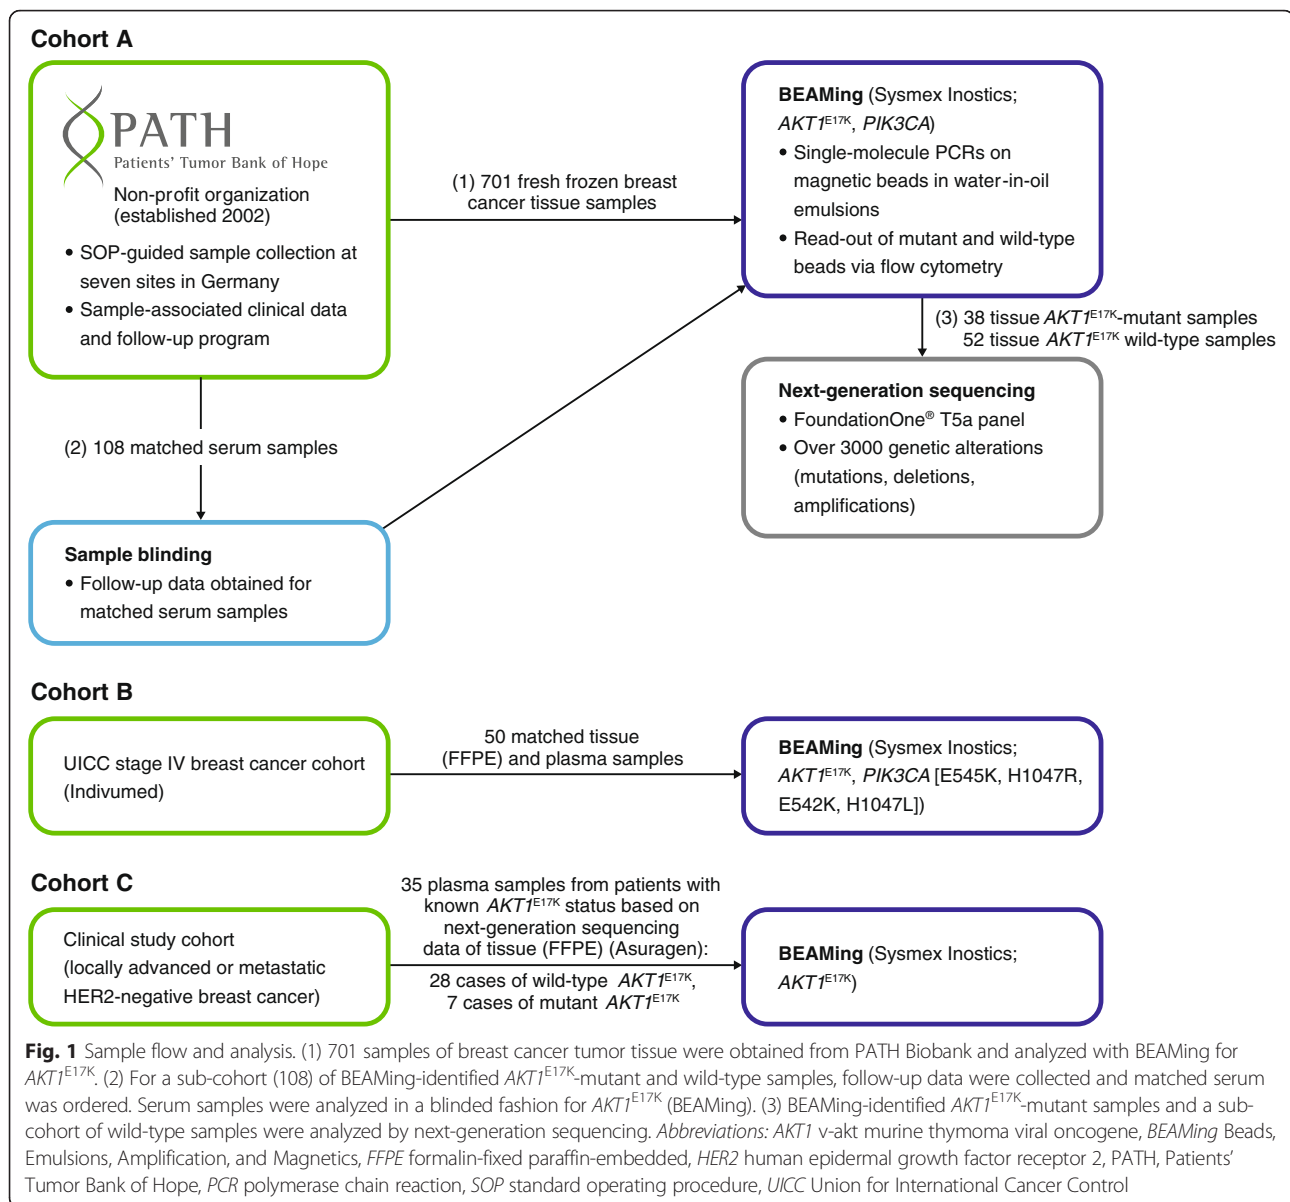 Cohort A
PATH
Patients' Tumor Bank of Hope
Non-profit organization
(established 2002)
• SOP-guided sample collection at
seven sites in Germany
• Sample-associated clinical data
and follow-up program
(1) 701 fresh frozen breast
cancer tissue samples
BEAMing (Sysmex Inostics;
AKT1E17K, PIK3CA)
• Single-molecule PCRs on
magnetic beads in water-in-oil
emulsions
• Read-out of mutant and wild-type
beads via flow cytometry
(3) 38 tissue AKT1E17K-mutant samples
52 tissue AKT1E17K wild-type samples
Next-generation sequencing
• FoundationOne® T5a panel
• Over 3000 genetic alterations
(mutations, deletions,
amplifications)
(2) 108 matched serum samples
Sample blinding
• Follow-up data obtained for
matched serum samples
Cohort B
UICC stage IV breast cancer cohort
(Indivumed)
50 matched tissue
(FFPE) and plasma samples
BEAMing (Sysmex Inostics;
AKT1E17K, PIK3CA [E545K, H1047R,
E542K, H1047L])
Cohort C
Clinical study cohort
(locally advanced or metastatic
HER2-negative breast cancer)
35 plasma samples from patients with
known AKT1E17K status based on
next-generation sequencing
data of tissue (FFPE) (Asuragen):
28 cases of wild-type AKT1E17K,
7 cases of mutant AKT1E17K
BEAMing (Sysmex Inostics;
AKT1E17K)
Fig. 1 Sample flow and analysis. (1) 701 samples of breast cancer tumor tissue were obtained from PATH Biobank and analyzed with BEAMing for
AKT1E17K. (2) For a sub-cohort (108) of BEAMing-identified AKT1E17K-mutant and wild-type samples, follow-up data were collected and matched serum
was ordered. Serum samples were analyzed in a blinded fashion for AKT1E17K (BEAMing). (3) BEAMing-identified AKT1E17K-mutant samples and a sub-
cohort of wild-type samples were analyzed by next-generation sequencing. Abbreviations: AKT1 v-akt murine thymoma viral oncogene, BEAMing Beads,
Emulsions, Amplification, and Magnetics, FFPE formalin-fixed paraffin-embedded, HER2 human epidermal growth factor receptor 2, PATH, Patients'
Tumor Bank of Hope, PCR polymerase chain reaction, SOP standard operating procedure, UICC Union for International Cancer Control